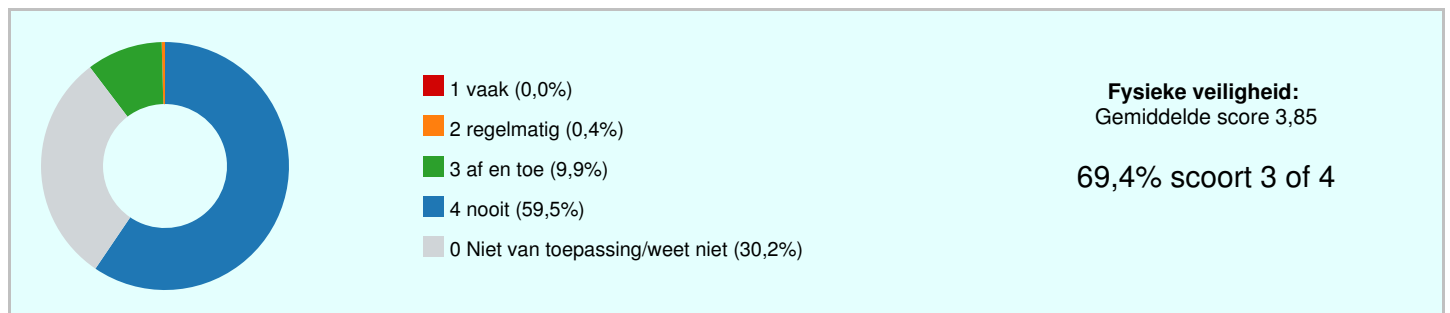 1 vaak (0,0%)
2 regelmatig (0,4%)
3 af en toe (9,9%)
4 nooit (59,5%)
0 Niet van toepassing/weet niet (30,2%)
Fysieke veiligheid:
Gemiddelde score 3,85
69,4% scoort 3 of 4